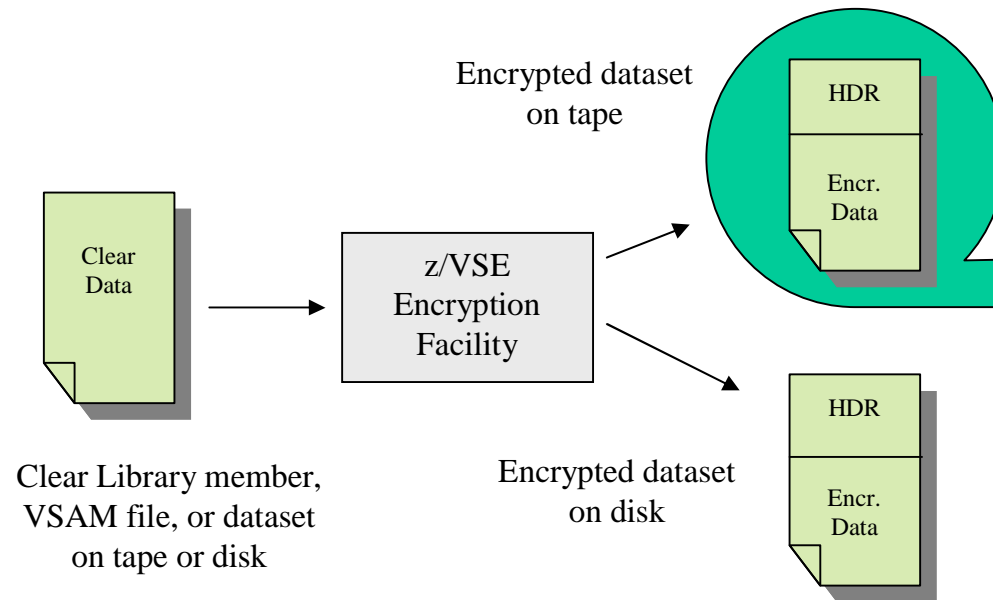 Encrypted dataset
on tape
HDR
Encr.
Data
Clear
Data
z/VSE
Encryption
Facility
Clear Library member,
VSAM file, or dataset
on tape or disk
Encrypted dataset
on disk
HDR
Encr.
Data